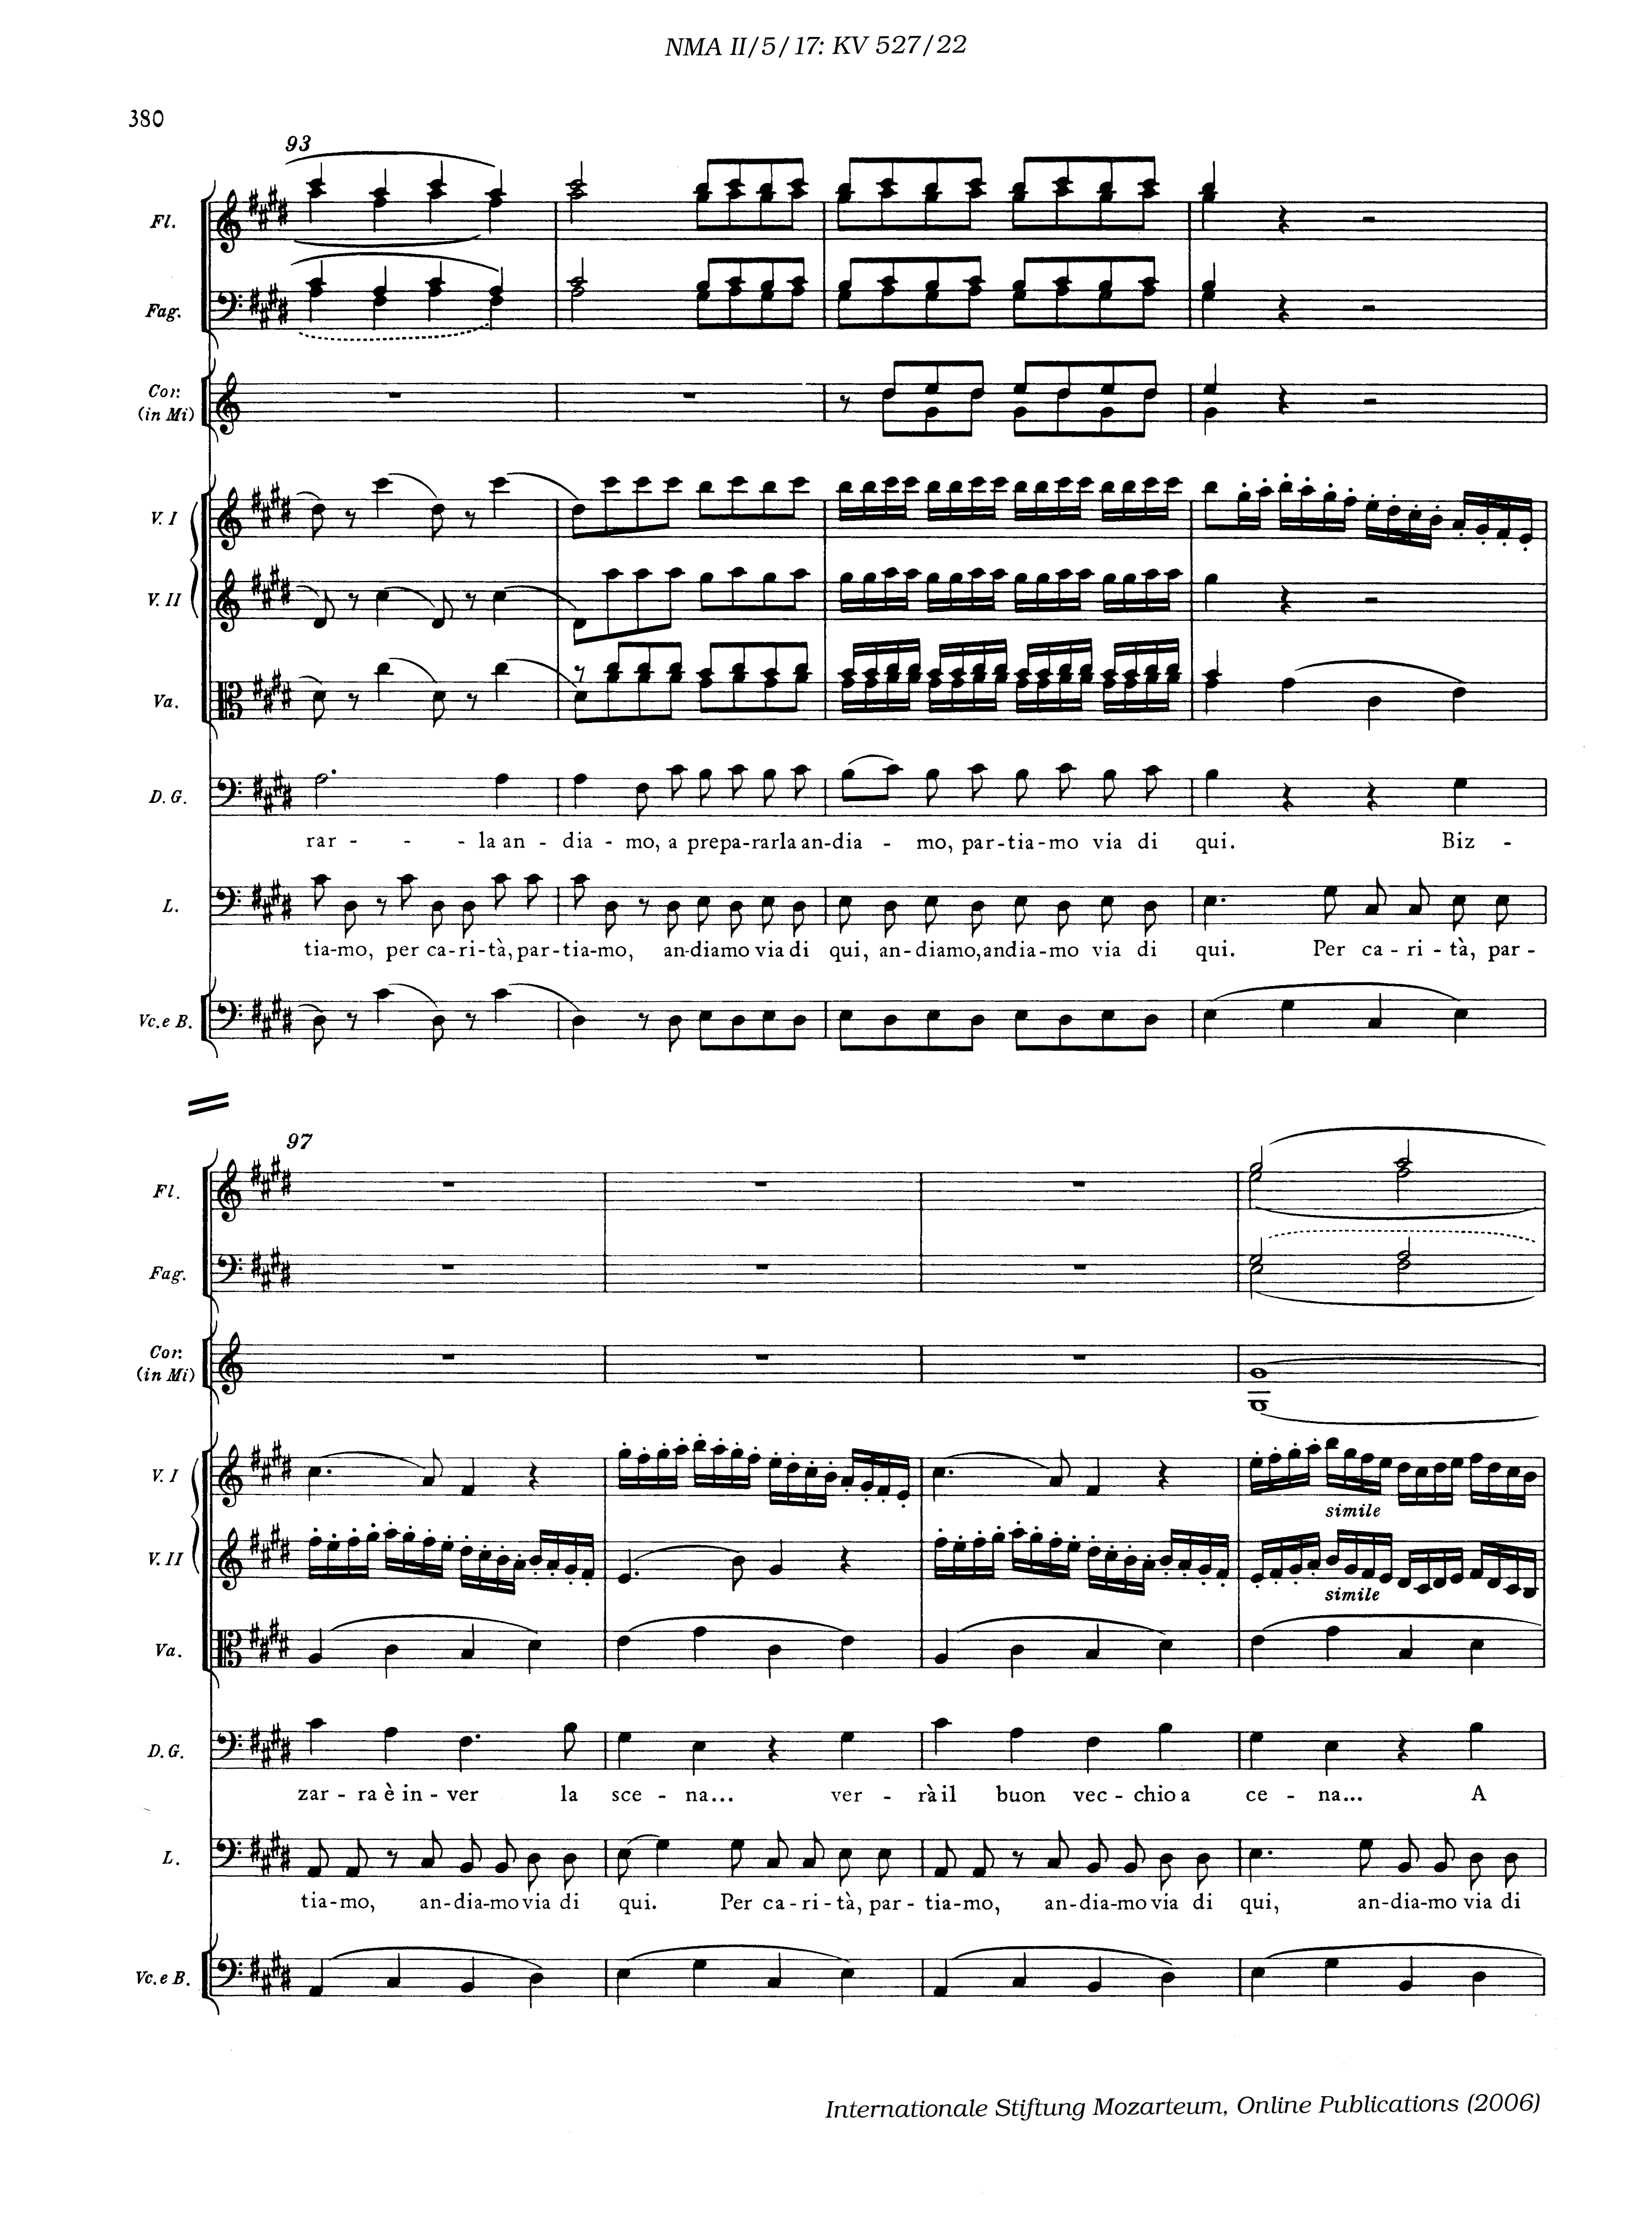 NMA II/5/17: KV 527/22
380
93
Fl.
Fag.
Cor.
(in Mi)
V. I
V. II
Va.
D. G.
rar - - - la an - dia - mo, a prepa-rarla an-dia - mo, par-tia-mo via di qui. Biz -
L.
tia-mo, per ca-ri-tà, par-tia-mo, an-diamo via di qui, an-diamo, andia-mo via di qui. Per ca-ri-tà, par-
Vc. e B.
97
Fl.
Fag.
Cor.
(in Mi)
V. I
simile
V. II
simile
Va.
D. G.
zar - ra è in - ver la sce - na... ver - rà il buon vec - chio a ce - na... A
L.
tia-mo, an-dia-mo via di qui. Per ca-ri-tà, par-tia-mo, an-dia-mo via di qui, an-dia-mo via di
Vc. e B.
Internationale Stiftung Mozarteum, Online Publications (2006)